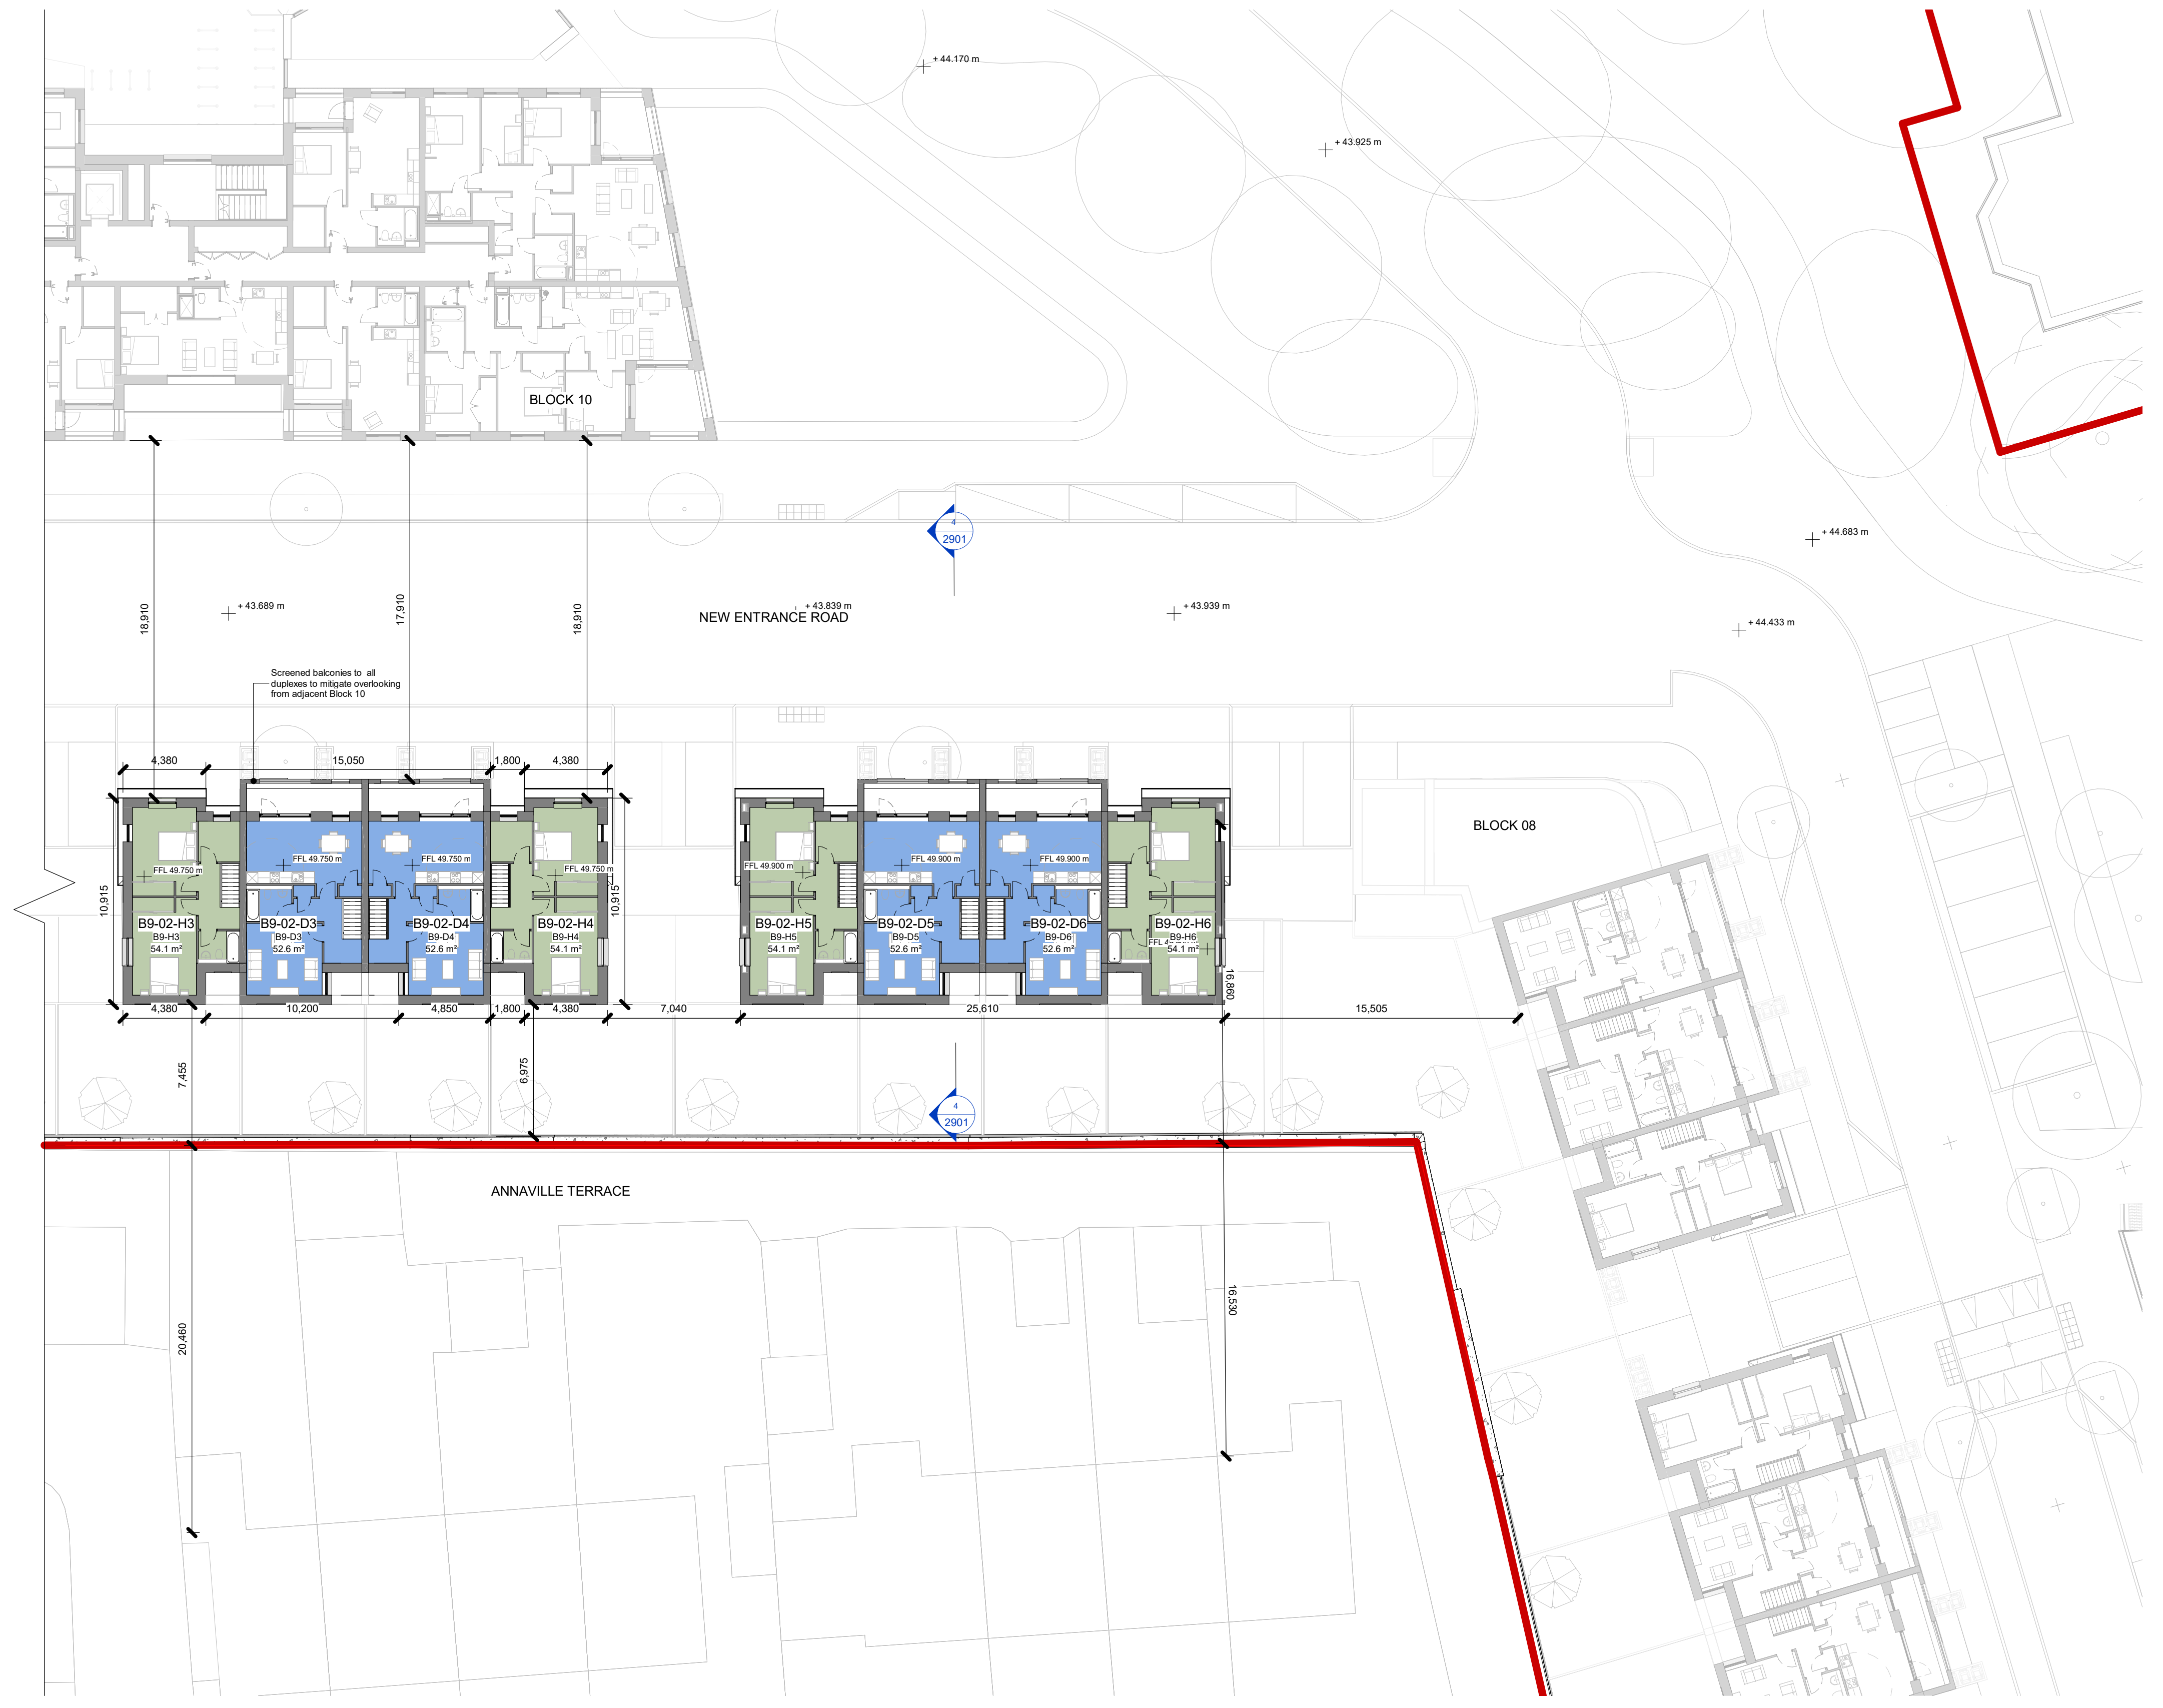 + 44.170 m
+ 43.925 m
BLOCK 10
4
2901
+ 44.683 m
18,910
17,910
18,910
+ 43.689 m
+ 43.839 m
+ 43.939 m
NEW ENTRANCE ROAD
+ 44.433 m
Screened balconies to all
duplexes to mitigate overlooking
from adjacent Block 10
4,380
15,050
1,800
4,380
BLOCK 08
FFL 49.750 m
FFL 49.750 m
FFL 49.750 m
FFL 49.750 m
FFL 49.900 m
FFL 49.900 m
FFL 49.900 m
10,915
10,915
B9-02-H3
B9-H3
54.1 m²
B9-02-D3
B9-D3
52.6 m²
B9-02-D4
B9-D4
52.6 m²
B9-02-H4
B9-H4
54.1 m²
B9-02-H5
B9-H5
54.1 m²
B9-02-D5
B9-D5
52.6 m²
B9-02-D6
B9-D6
52.6 m²
B9-02-H6
B9-H6
FFL
54.1 m²
16,860
4,380
10,200
4,850
1,800
4,380
7,040
25,610
15,505
7,455
6,975
4
2901
ANNAVILLE TERRACE
20,460
16,530